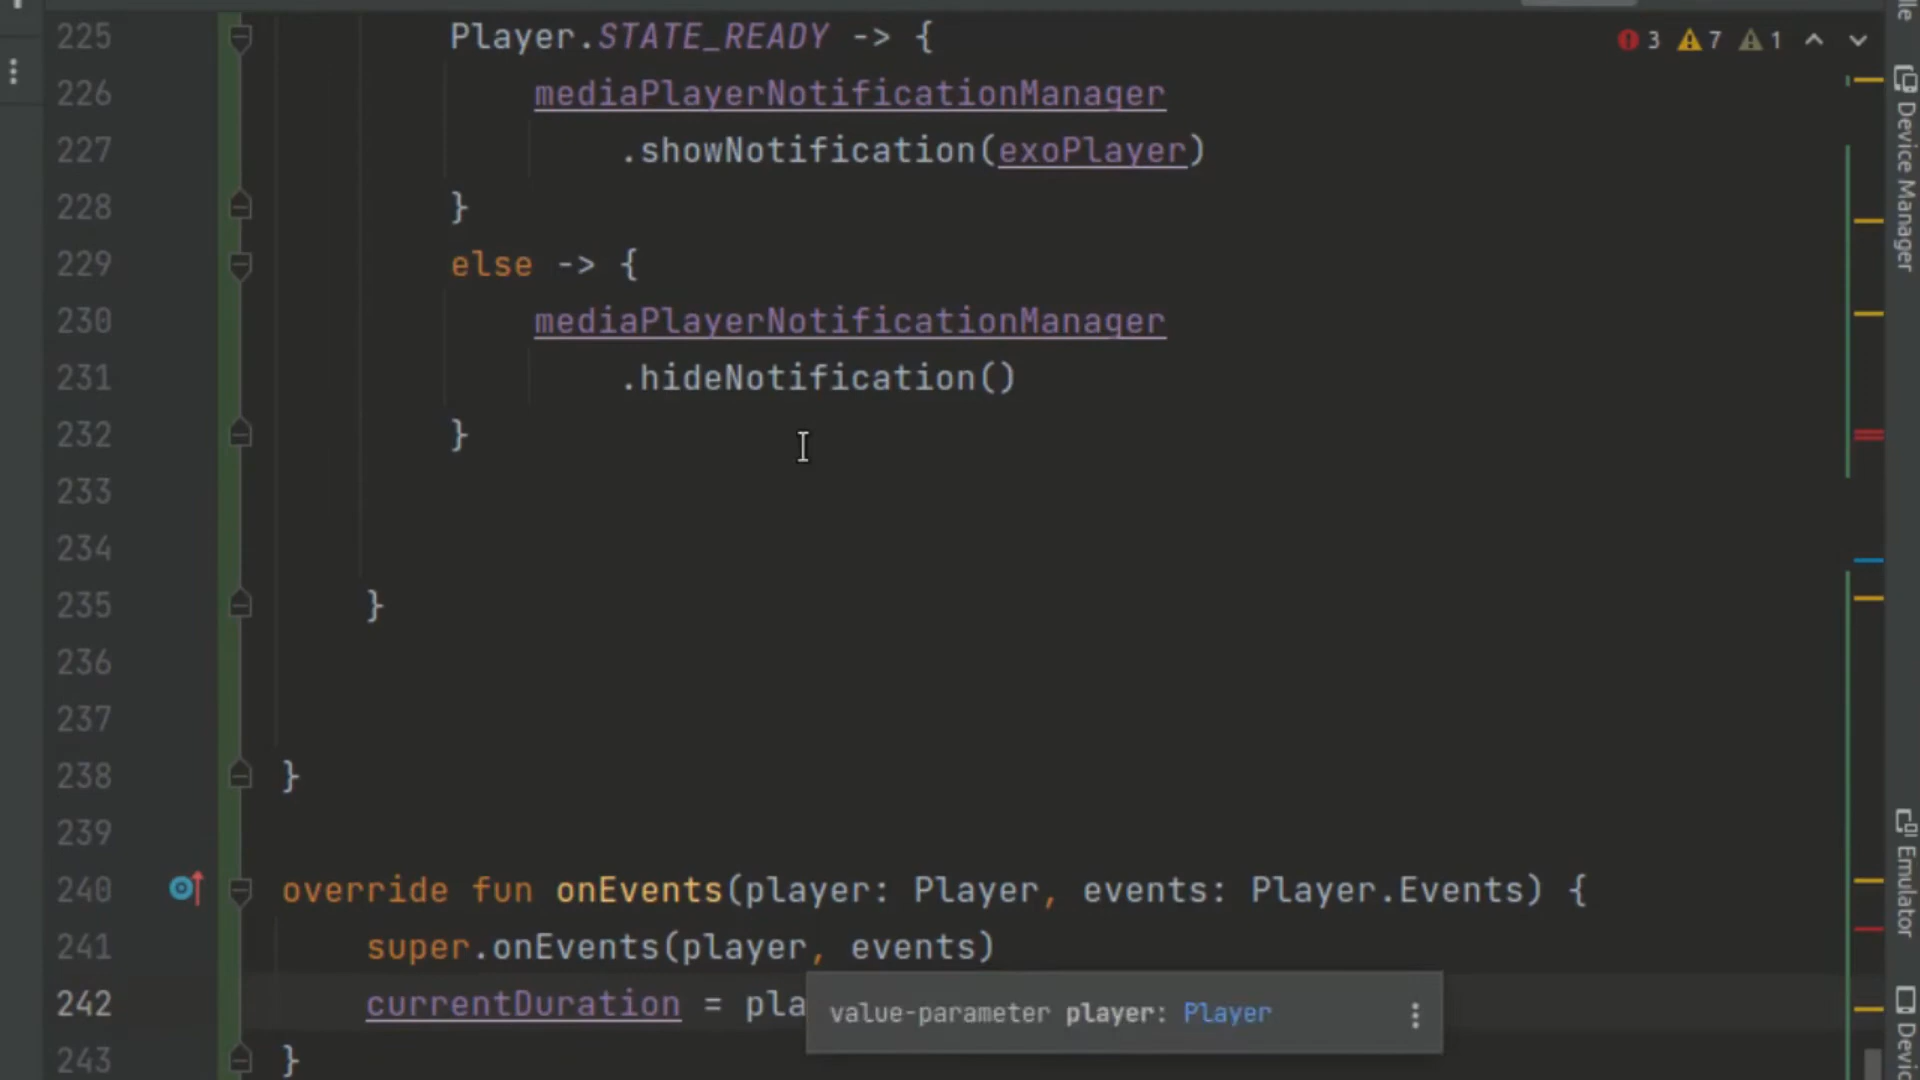 225 Player.STATE_READY -> {
3 7 1
226 mediaPlayerNotificationManager
227 .showNotification(exoPlayer)
228 }
229 else -> {
230 mediaPlayerNotificationManager
231 .hideNotification()
232 }
233
234
235 }
236
237
238 }
239
240 override fun onEvents(player: Player, events: Player.Events) {
241 super.onEvents(player, events)
242 currentDuration = pla
value-parameter player: Player
243 }
Device Manager
Emulator